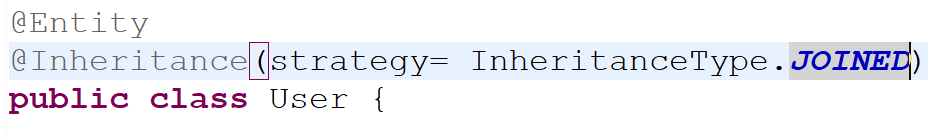 @Entity
@Inheritance(strategy= InheritanceType.JOINED)
public class User {